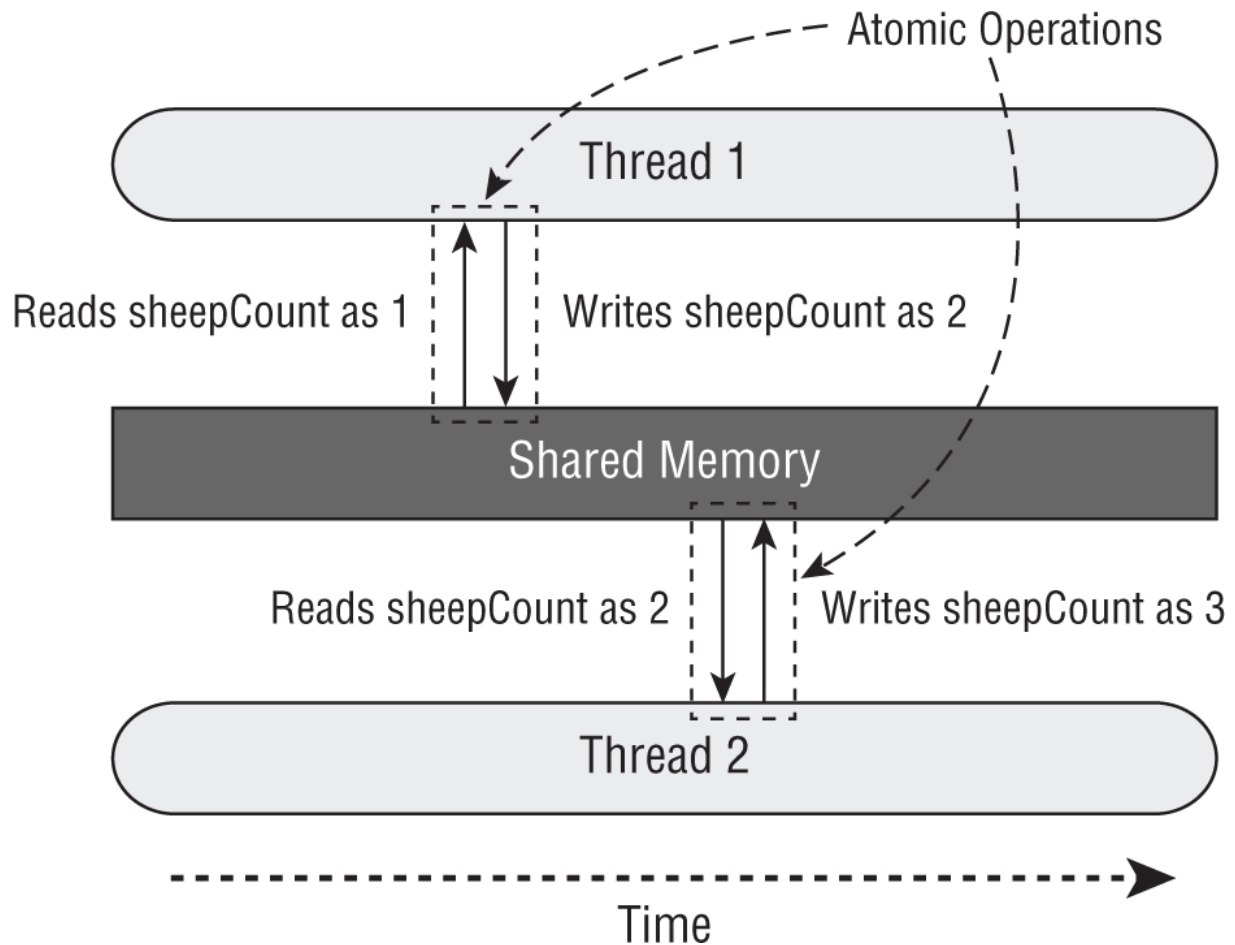 Atomic Operations
Thread 1
Reads sheepCount as 1
Writes sheepCount as 2
Shared Memory
Reads sheepCount as 2
Writes sheepCount as 3
Thread 2
Time